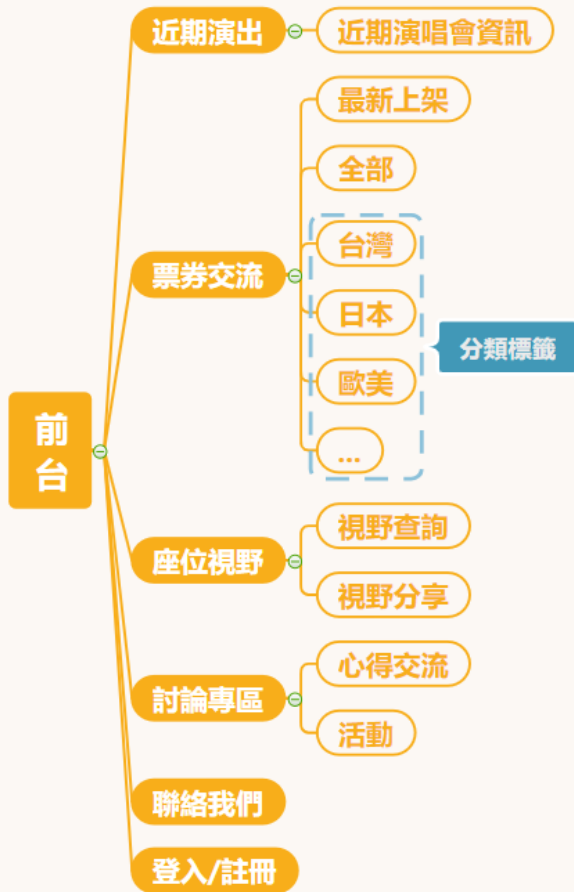 前
台
近期演出
近期演唱會資訊
票券交流
最新上架
全部
台灣
日本
歐美
...
分類標籤
座位視野
視野查詢
視野分享
討論專區
心得交流
活動
聯絡我們
登入/註冊